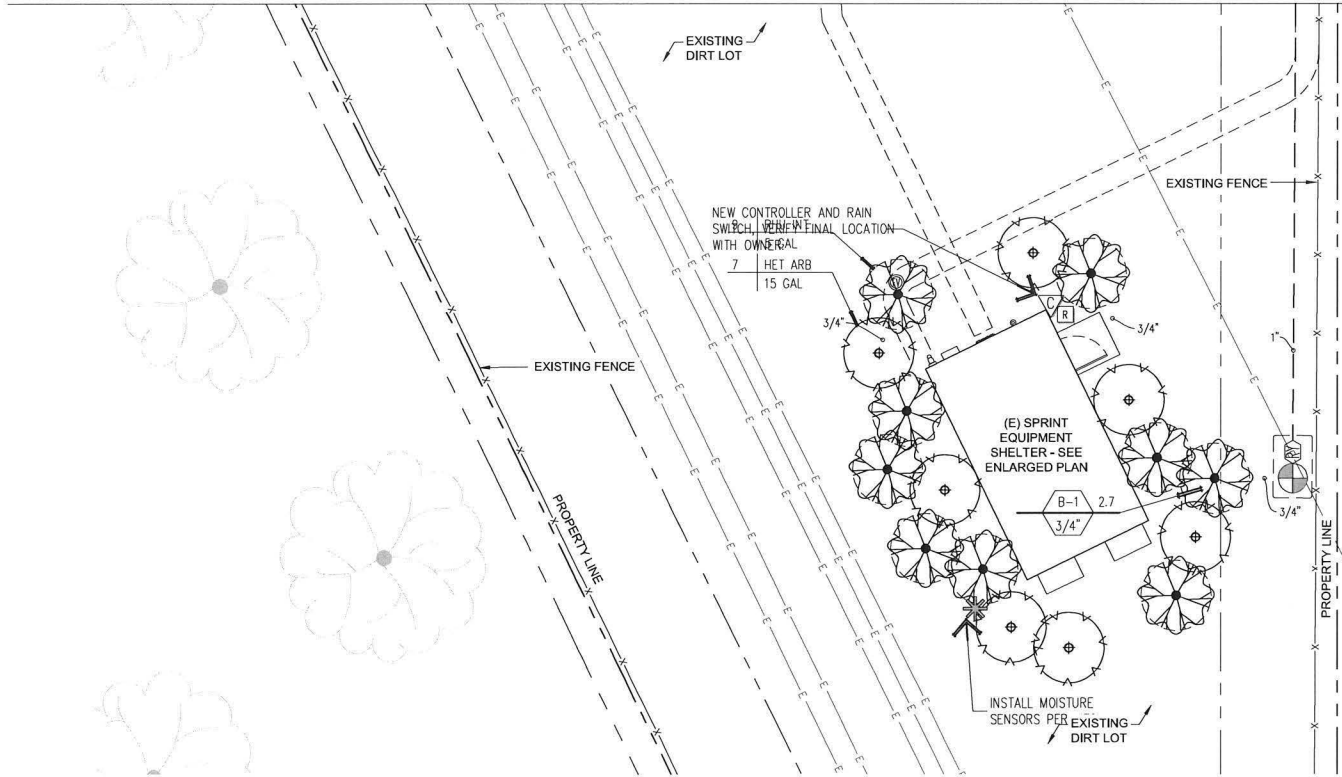 EXISTING
DIRT LOT
EXISTING FENCE
NEW CONTROLLER AND RAIN
SWITCH, VERIFY FINAL LOCATION
WITH OWNER
5 GAL
7 HET ARB
15 GAL
3/4"
C
R
3/4"
1"
EXISTING FENCE
(E) SPRINT
EQUIPMENT
SHELTER - SEE
ENLARGED PLAN
B-1 2.7
3/4"
3/4"
PROPERTY LINE
PROPERTY LINE
INSTALL MOISTURE
SENSORS PER
EXISTING
DIRT LOT